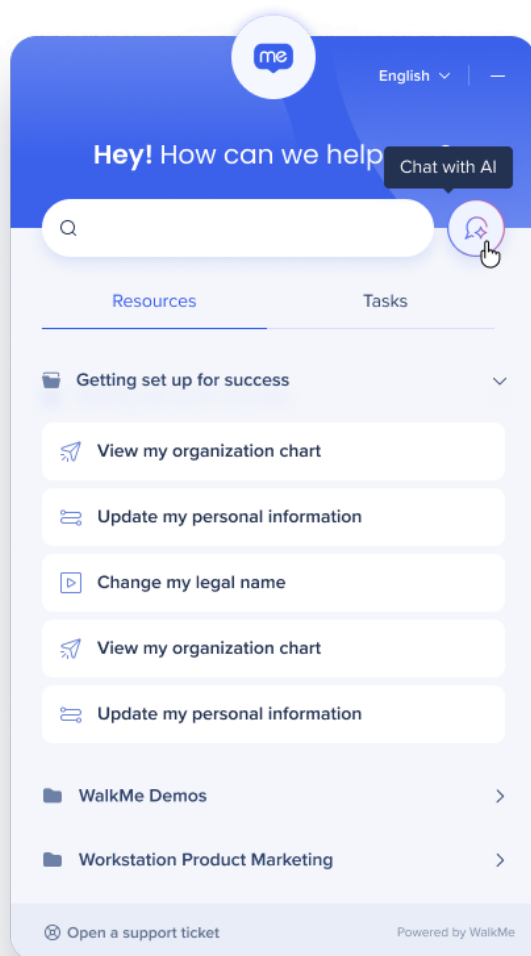 me
English
Hey! How can we help
Chat with AI
Resources
Tasks
Getting set up for success
View my organization chart
Update my personal information
Change my legal name
View my organization chart
Update my personal information
WalkMe Demos
Workstation Product Marketing
Open a support ticket
Powered by WalkMe